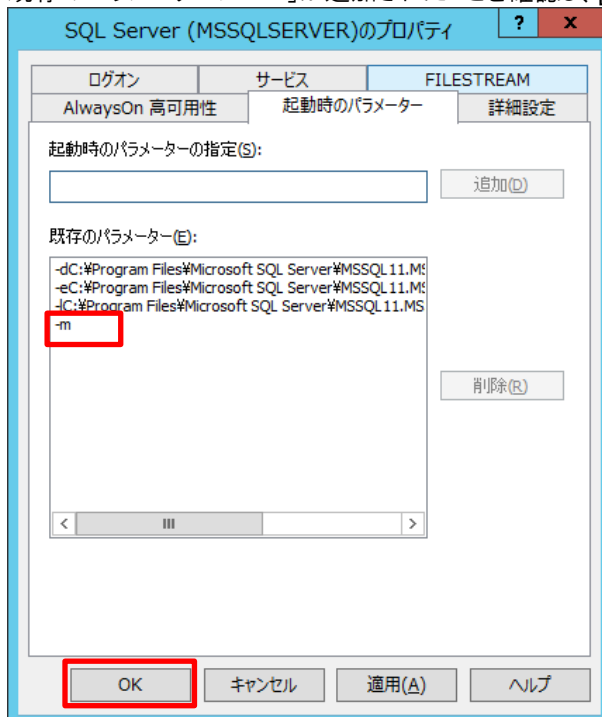 SQL Server (MSSQLSERVER)のプロパティ
? x
ログオン サービス FILESTREAM
AlwaysOn 高可用性 起動時のパラメーター 詳細設定
起動時のパラメーターの指定(S):
追加(D)
既存のパラメーター(E):
-dC:¥Program Files¥Microsoft SQL Server¥MSSQL11.MS
-eC:¥Program Files¥Microsoft SQL Server¥MSSQL11.MS
-lC:¥Program Files¥Microsoft SQL Server¥MSSQL11.MS
-m
削除(R)
OK キャンセル 適用(A) ヘルプ